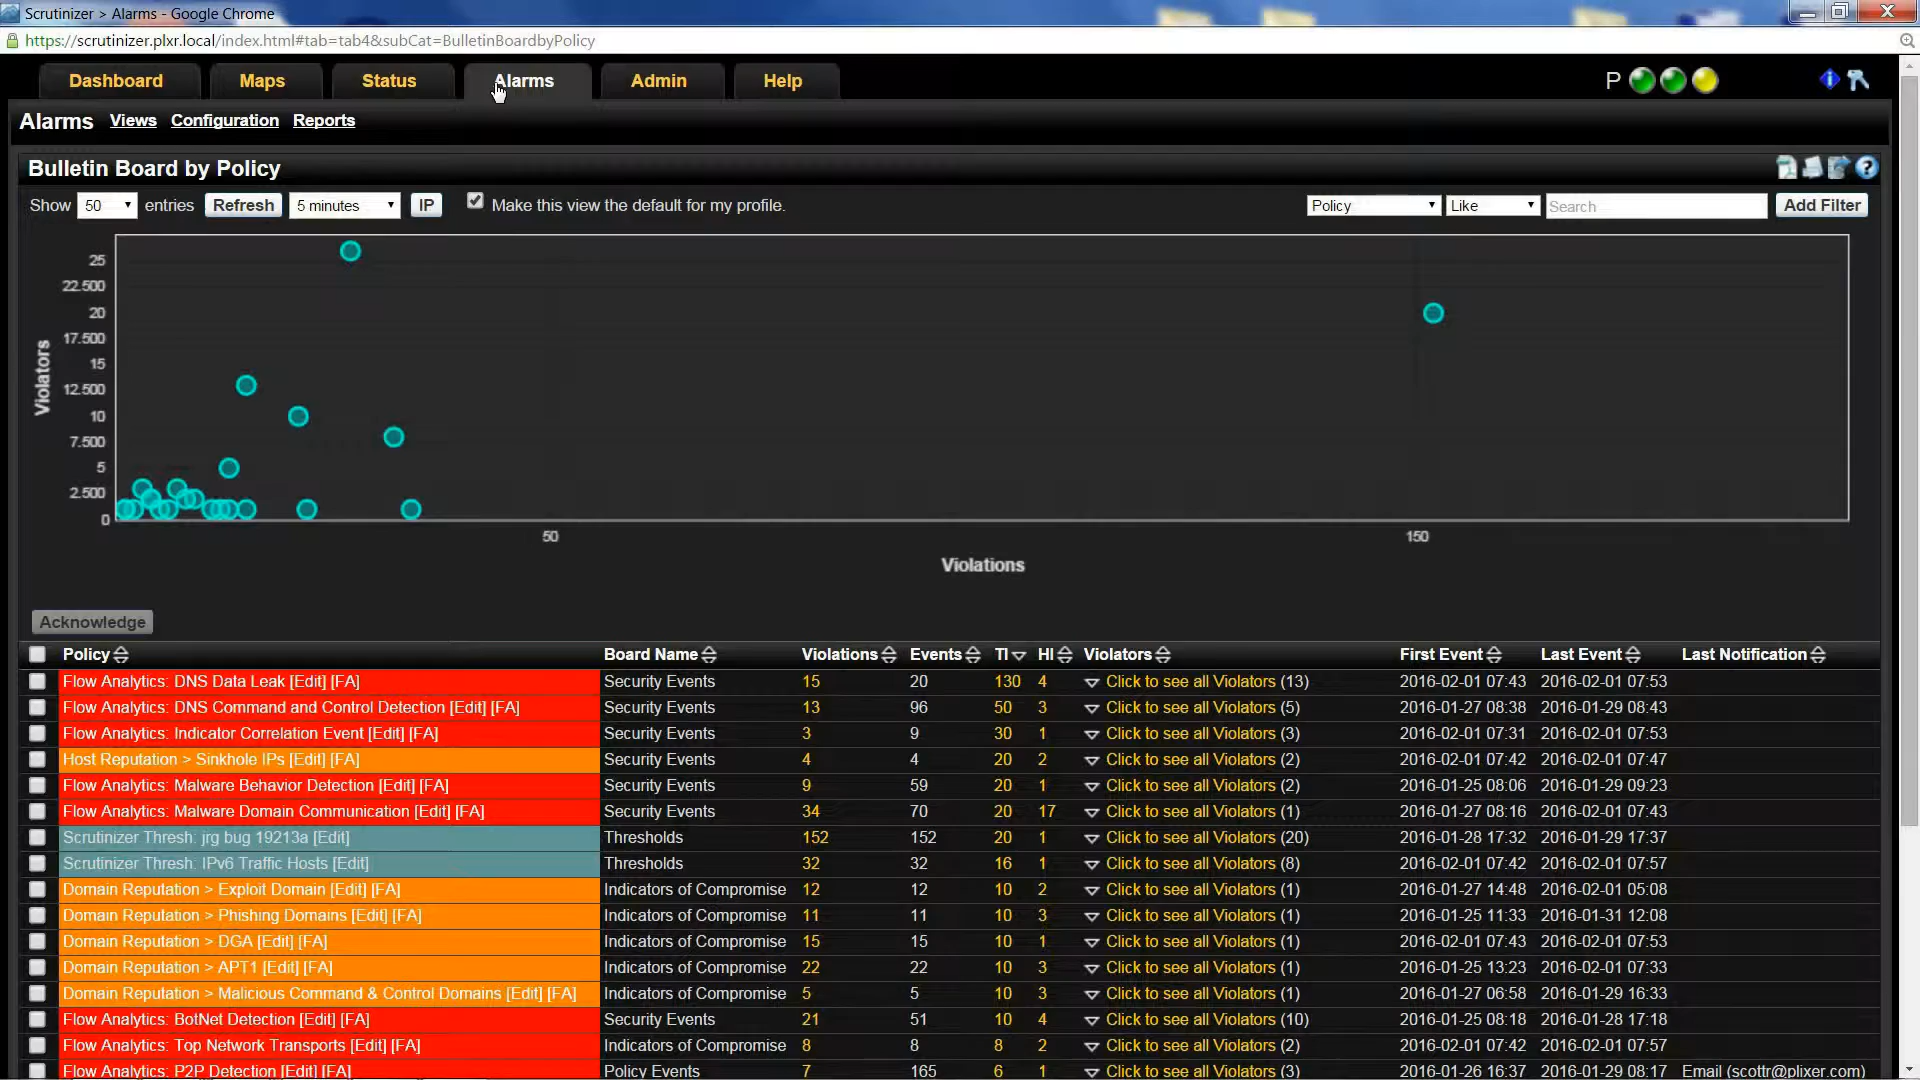 Scrutinizer > Alarms - Google Chrome
https://scrutinizer.plxr.local/index.html#tab=tab4&subCat=BulletinBoardbyPolicy
Dashboard Maps Status Alarms Admin Help P
Alarms Views Configuration Reports
Bulletin Board by Policy
Show 50 entries Refresh 5 minutes IP Make this view the default for my profile. Policy Like Search Add Filter
25
22.500
20
17.500
15
12.500
10
7.500
5
2.500
0
Violators
50 150
Violations
Acknowledge
Policy Board Name Violations Events TI HI Violators First Event Last Event Last Notification
Flow Analytics: DNS Data Leak [Edit] [FA] Security Events 15 20 130 4 Click to see all Violators (13) 2016-02-01 07:43 2016-02-01 07:53
Flow Analytics: DNS Command and Control Detection [Edit] [FA] Security Events 13 96 50 3 Click to see all Violators (5) 2016-01-27 08:38 2016-01-29 08:43
Flow Analytics: Indicator Correlation Event [Edit] [FA] Security Events 3 9 30 1 Click to see all Violators (3) 2016-02-01 07:31 2016-02-01 07:53
Host Reputation > Sinkhole IPs [Edit] [FA] Security Events 4 4 20 2 Click to see all Violators (2) 2016-02-01 07:42 2016-02-01 07:47
Flow Analytics: Malware Behavior Detection [Edit] [FA] Security Events 9 59 20 1 Click to see all Violators (2) 2016-01-25 08:06 2016-01-29 09:23
Flow Analytics: Malware Domain Communication [Edit] [FA] Security Events 34 70 20 17 Click to see all Violators (1) 2016-01-27 08:16 2016-02-01 07:43
Scrutinizer Thresh: jrg bug 19213a [Edit] Thresholds 152 152 20 1 Click to see all Violators (20) 2016-01-28 17:32 2016-01-29 17:37
Scrutinizer Thresh: IPv6 Traffic Hosts [Edit] Thresholds 32 32 16 1 Click to see all Violators (8) 2016-02-01 07:42 2016-02-01 07:57
Domain Reputation > Exploit Domain [Edit] [FA] Indicators of Compromise 12 12 10 2 Click to see all Violators (1) 2016-01-27 14:48 2016-02-01 05:08
Domain Reputation > Phishing Domains [Edit] [FA] Indicators of Compromise 11 11 10 3 Click to see all Violators (1) 2016-01-25 11:33 2016-01-31 12:08
Domain Reputation > DGA [Edit] [FA] Indicators of Compromise 15 15 10 1 Click to see all Violators (1) 2016-02-01 07:43 2016-02-01 07:53
Domain Reputation > APT1 [Edit] [FA] Indicators of Compromise 22 22 10 3 Click to see all Violators (1) 2016-01-25 13:23 2016-02-01 07:33
Domain Reputation > Malicious Command & Control Domains [Edit] [FA] Indicators of Compromise 5 5 10 3 Click to see all Violators (1) 2016-01-27 06:58 2016-01-29 16:33
Flow Analytics: BotNet Detection [Edit] [FA] Security Events 21 51 10 4 Click to see all Violators (10) 2016-01-25 08:18 2016-01-28 17:18
Flow Analytics: Top Network Transports [Edit] [FA] Indicators of Compromise 8 8 8 2 Click to see all Violators (2) 2016-02-01 07:42 2016-02-01 07:57
Flow Analytics: P2P Detection [Edit] [FA] Policy Events 7 165 6 1 Click to see all Violators (3) 2016-01-26 16:37 2016-01-29 08:17 Email (scottr@plixer.com)